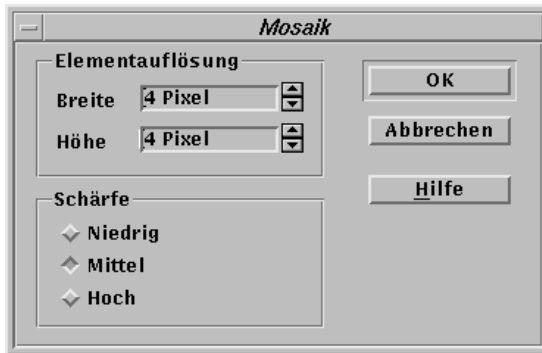 Mosaik
Elementauflösung
Breite 4 Pixel
Höhe 4 Pixel
Schärfe
Niedrig
Mittel
Hoch
OK
Abbrechen
Hilfe